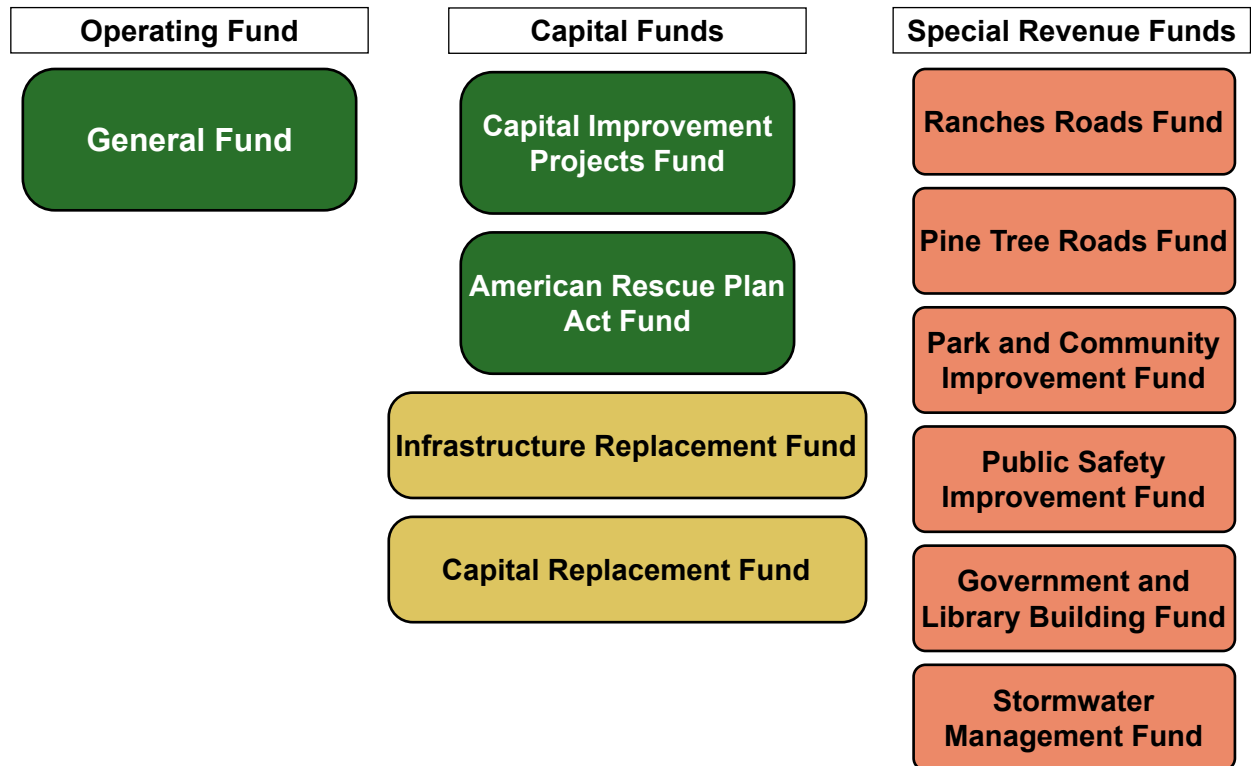 Operating Fund
General Fund
Capital Funds
Capital Improvement
Projects Fund
American Rescue Plan
Act Fund
Infrastructure Replacement Fund
Capital Replacement Fund
Special Revenue Funds
Ranches Roads Fund
Pine Tree Roads Fund
Park and Community
Improvement Fund
Public Safety
Improvement Fund
Government and
Library Building Fund
Stormwater
Management Fund